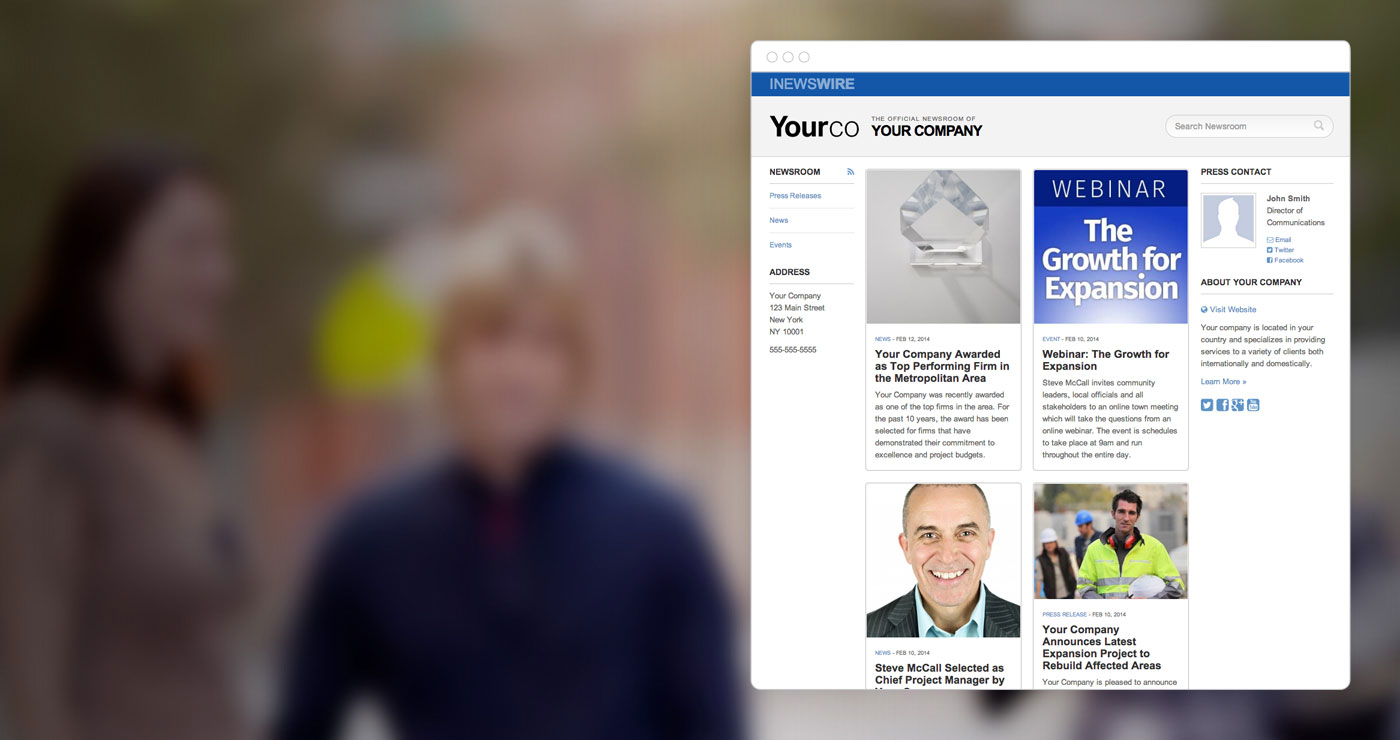 INEWSWIRE
Yourco
THE OFFICIAL NEWSROOM OF
YOUR COMPANY
Search Newsroom
NEWSROOM
Press Releases
News
Events
ADDRESS
Your Company
123 Main Street
New York
NY 10001
555-555-5555
NEWS - FEB 12, 2014
Your Company Awarded
as Top Performing Firm in
the Metropolitan Area
Your Company was recently awarded
as one of the top firms in the area. For
the past 10 years, the award has been
selected for firms that have
demonstrated their commitment to
excellence and project budgets.
WEBINAR
The
Growth for
Expansion
EVENT - FEB 10, 2014
Webinar: The Growth for
Expansion
Steve McCall invites community
leaders, local officials and all
stakeholders to an online town meeting
which will take the questions from an
online webinar. The event is schedules
to take place at 9am and run
throughout the entire day.
NEWS - FEB 10, 2014
Steve McCall Selected as
Chief Project Manager by
PRESS RELEASE - FEB 10, 2014
Your Company
Announces Latest
Expansion Project to
Rebuild Affected Areas
Your Company is pleased to announce
PRESS CONTACT
John Smith
Director of
Communications
Email
Twitter
Facebook
ABOUT YOUR COMPANY
Visit Website
Your company is located in your
country and specializes in providing
services to a variety of clients both
internationally and domestically.
Learn More »